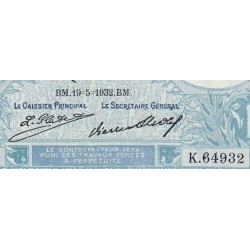 BM.19-5-1932.BM
Le Caissier Principal Le Secrétaire Général
K.64932
LE CONTREFACTEUR SERA
PUNI DES TRAVAUX FORCÉS
À PERPÉTUITÉ